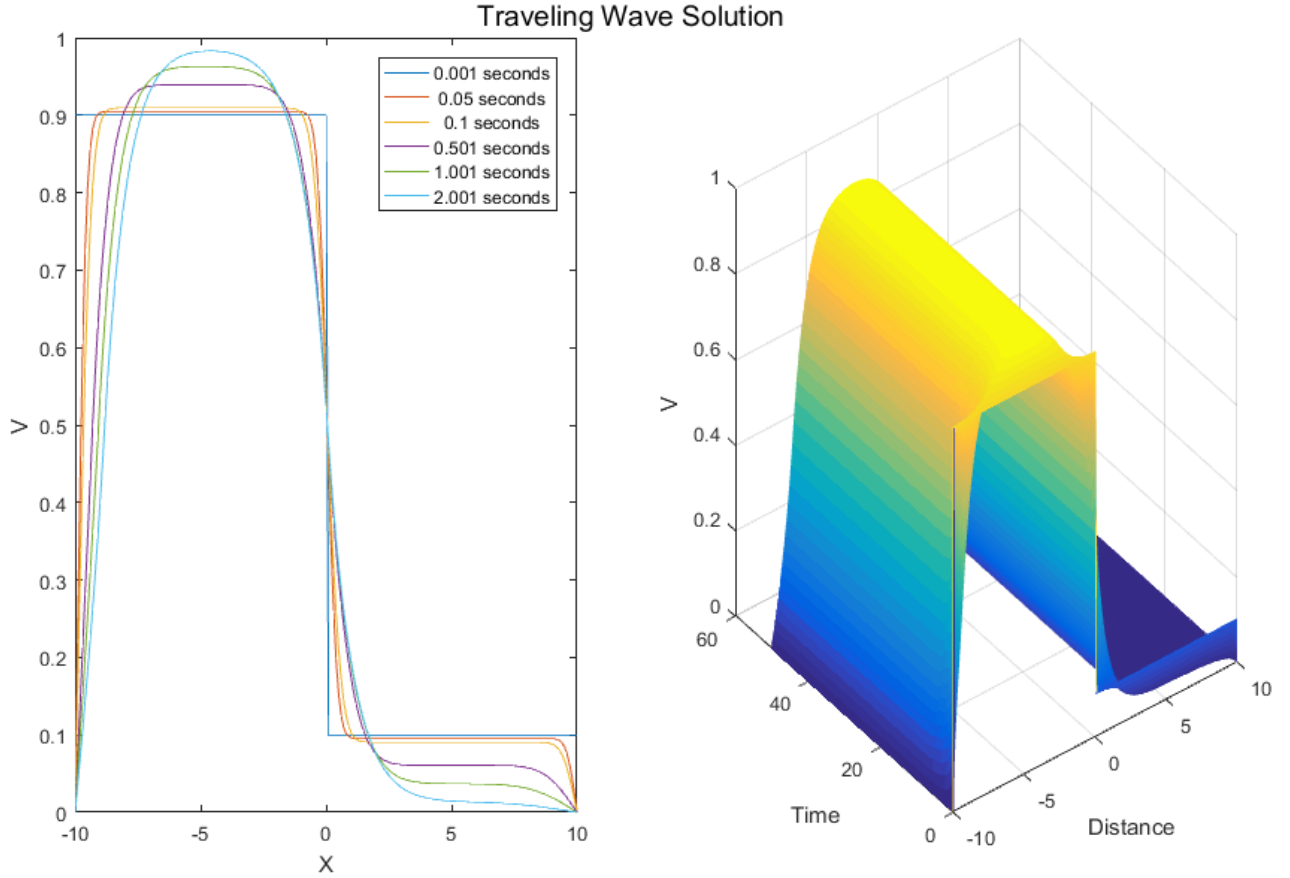 Traveling Wave Solution
1
0.9
0.8
0.7
0.6
0.5
0.4
0.3
0.2
0.1
0
V
-10
-5
0
5
10
X
0.001 seconds
0.05 seconds
0.1 seconds
0.501 seconds
1.001 seconds
2.001 seconds
1
0.8
0.6
0.4
0.2
0
V
60
40
20
0
Time
-10
-5
0
5
10
Distance